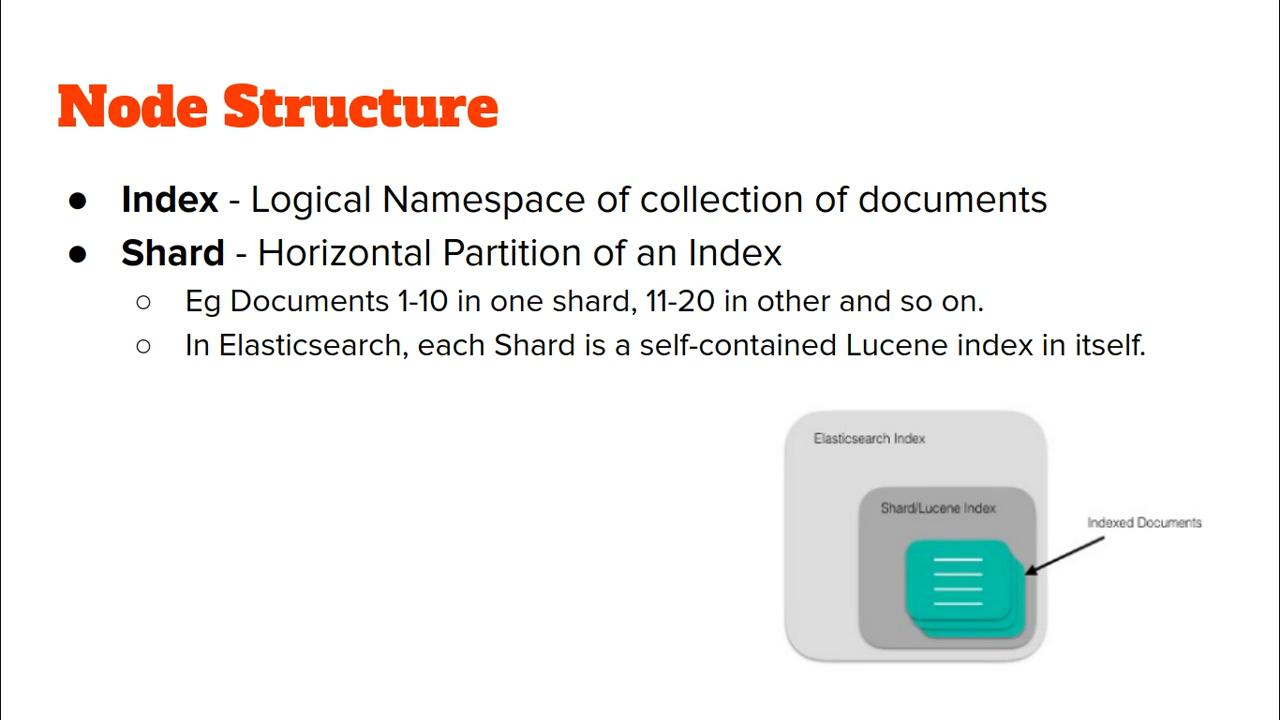 Node Structure
● Index - Logical Namespace of collection of documents
● Shard - Horizontal Partition of an Index
○ Eg Documents 1-10 in one shard, 11-20 in other and so on.
○ In Elasticsearch, each Shard is a self-contained Lucene index in itself.
Elasticsearch Index
Shard/Lucene Index
Indexed Documents